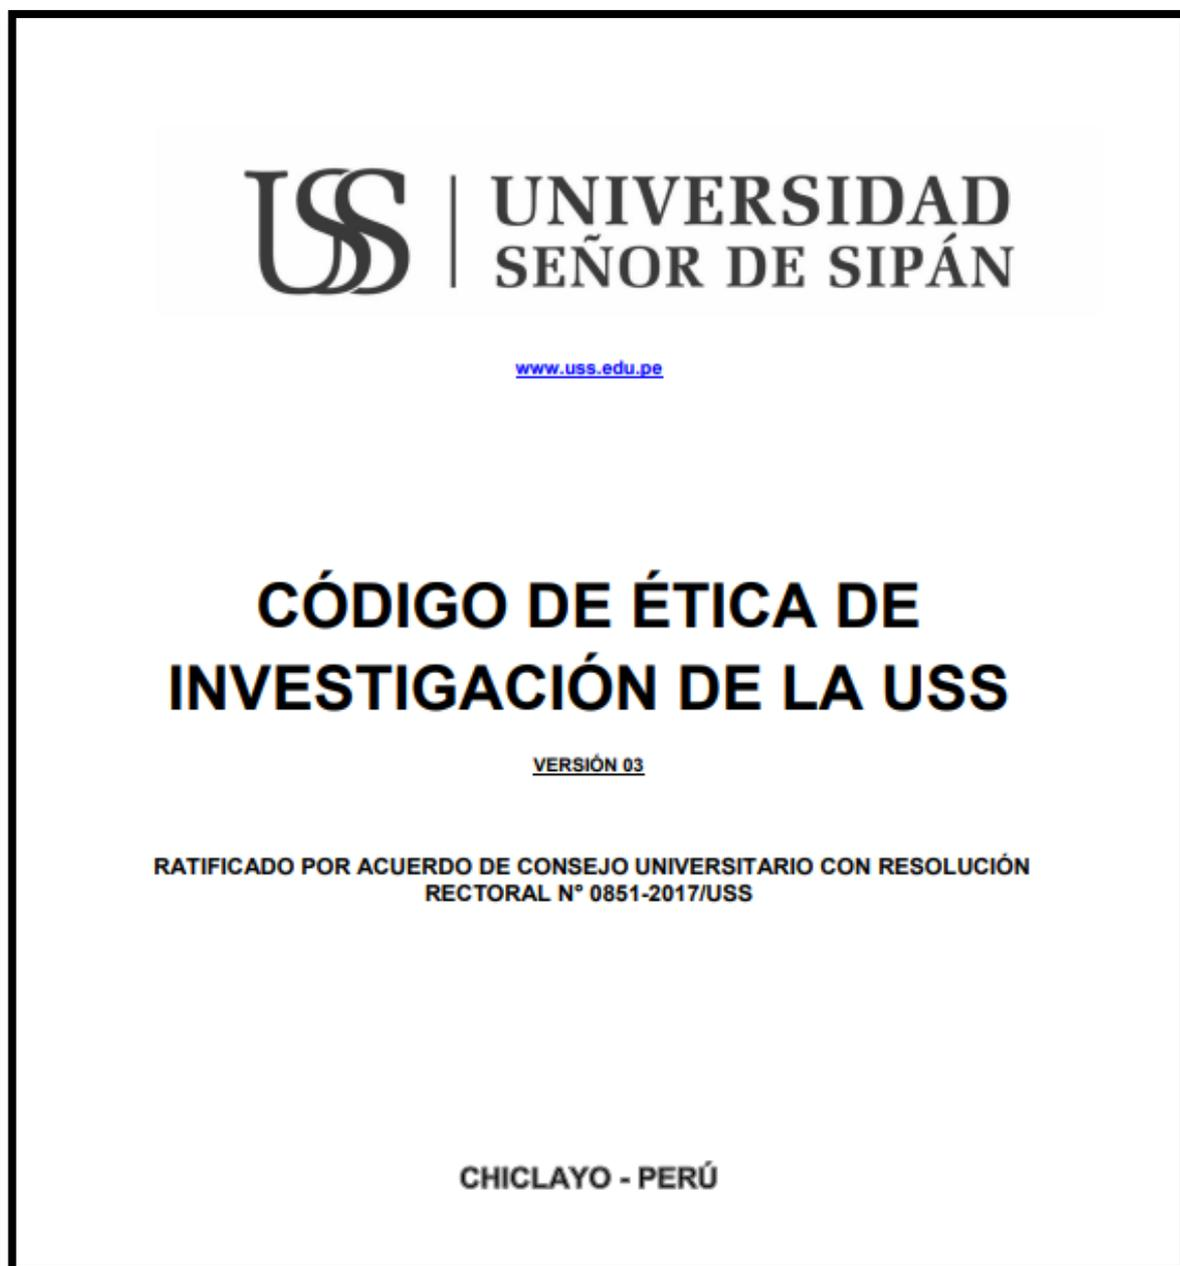 USS UNIVERSIDAD
SEÑOR DE SIPÁN
www.uss.edu.pe
CÓDIGO DE ÉTICA DE
INVESTIGACIÓN DE LA USS
VERSIÓN 03
RATIFICADO POR ACUERDO DE CONSEJO UNIVERSITARIO CON RESOLUCIÓN
RECTORAL N° 0851-2017/USS
CHICLAYO - PERÚ